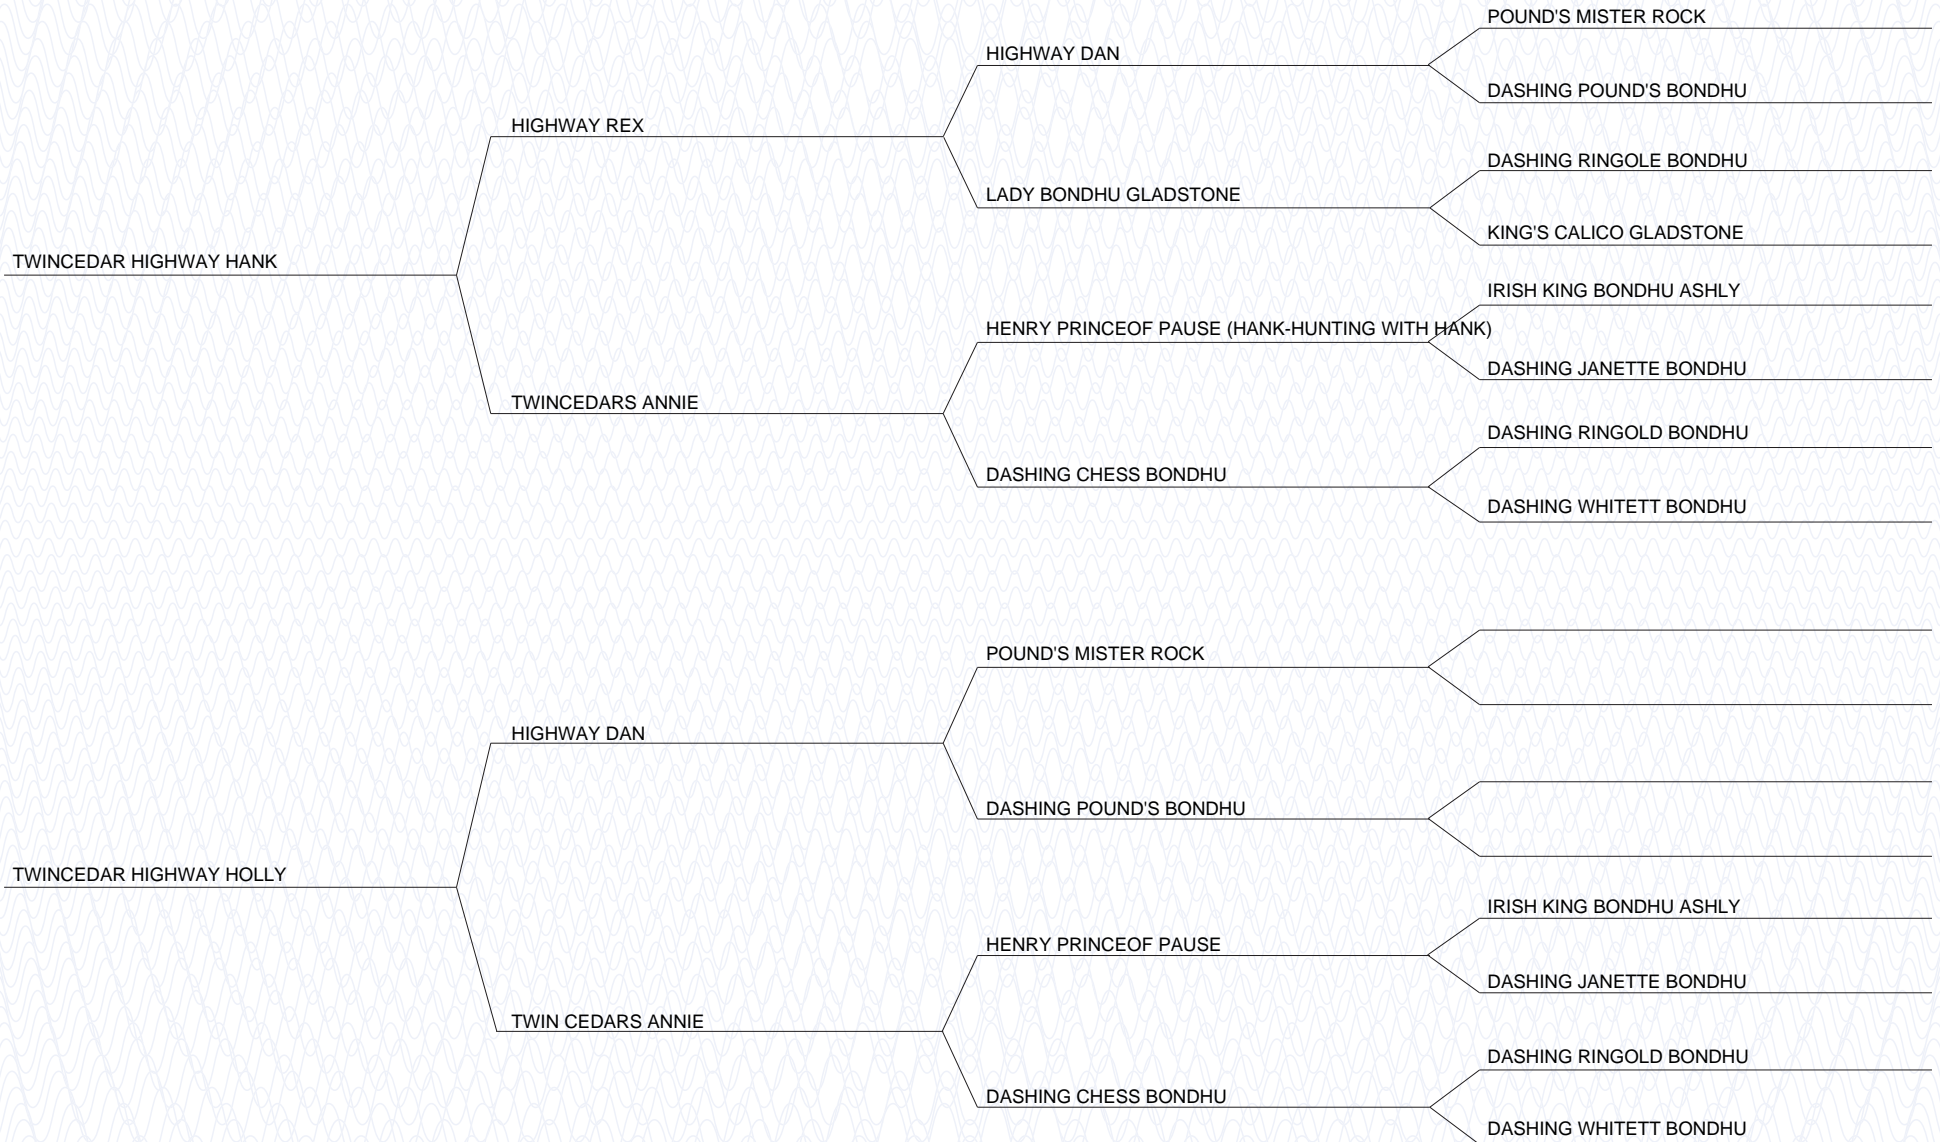 POUND'S MISTER ROCK
HIGHWAY DAN
DASHING POUND'S BONDHU
HIGHWAY REX
DASHING RINGOLE BONDHU
LADY BONDHU GLADSTONE
KING'S CALICO GLADSTONE
TWINCEDAR HIGHWAY HANK
IRISH KING BONDHU ASHLY
HENRY PRINCEOF PAUSE (HANK-HUNTING WITH HANK)
DASHING JANETTE BONDHU
TWINCEDARS ANNIE
DASHING RINGOLD BONDHU
DASHING CHESS BONDHU
DASHING WHITETT BONDHU
POUND'S MISTER ROCK
HIGHWAY DAN
DASHING POUND'S BONDHU
TWINCEDAR HIGHWAY HOLLY
IRISH KING BONDHU ASHLY
HENRY PRINCEOF PAUSE
DASHING JANETTE BONDHU
TWIN CEDARS ANNIE
DASHING RINGOLD BONDHU
DASHING CHESS BONDHU
DASHING WHITETT BONDHU